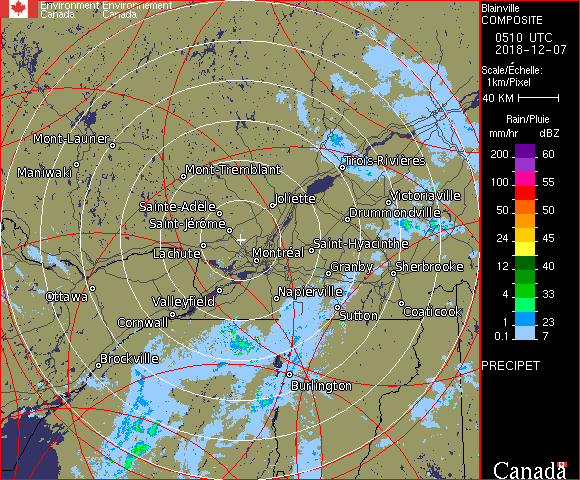 Environment Environnement
Canada Canada
Blainville
COMPOSITE
0510 UTC
2018-12-07
Scale/Échelle:
1km/Pixel
40 KM
Rain/Pluie
mm/hr dBZ
200 60
100 55
50 50
24 45
12 40
4 33
1 23
0.1 7
PRECIPET
Canada
Mont-Laurier
Maniwaki
Mont-Tremblant
Trois-Rivières
Joliette
Victoriaville
Sainte-Adèle
Drummondville
Saint-Jérôme
Saint-Hyacinthe
Lachute
Montréal
Granby
Sherbrooke
Ottawa
Valleyfield
Napierville
Cornwall
Sutton
Coaticook
Brockville
Burlington